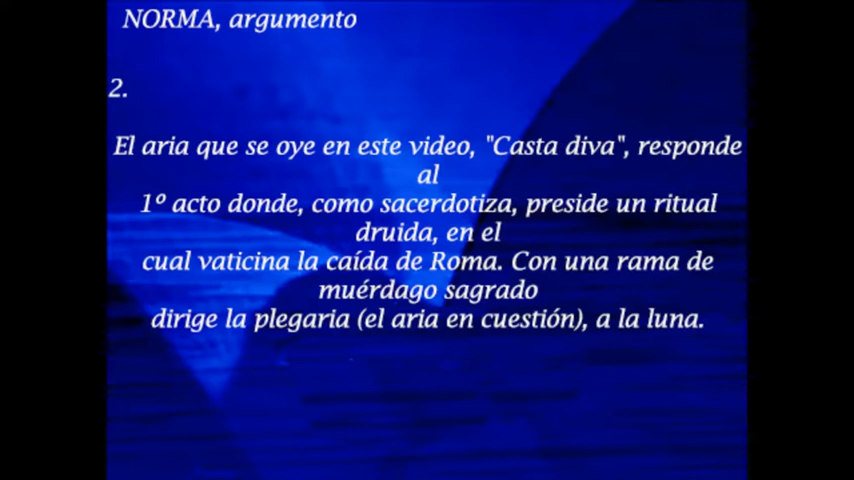 NORMA, argumento
2.
El aria que se oye en este video, "Casta diva", responde
al
1º acto donde, como sacerdotiza, preside un ritual
druida, en el
cual vaticina la caída de Roma. Con una rama de
muérdago sagrado
dirige la plegaria (el aria en cuestión), a la luna.